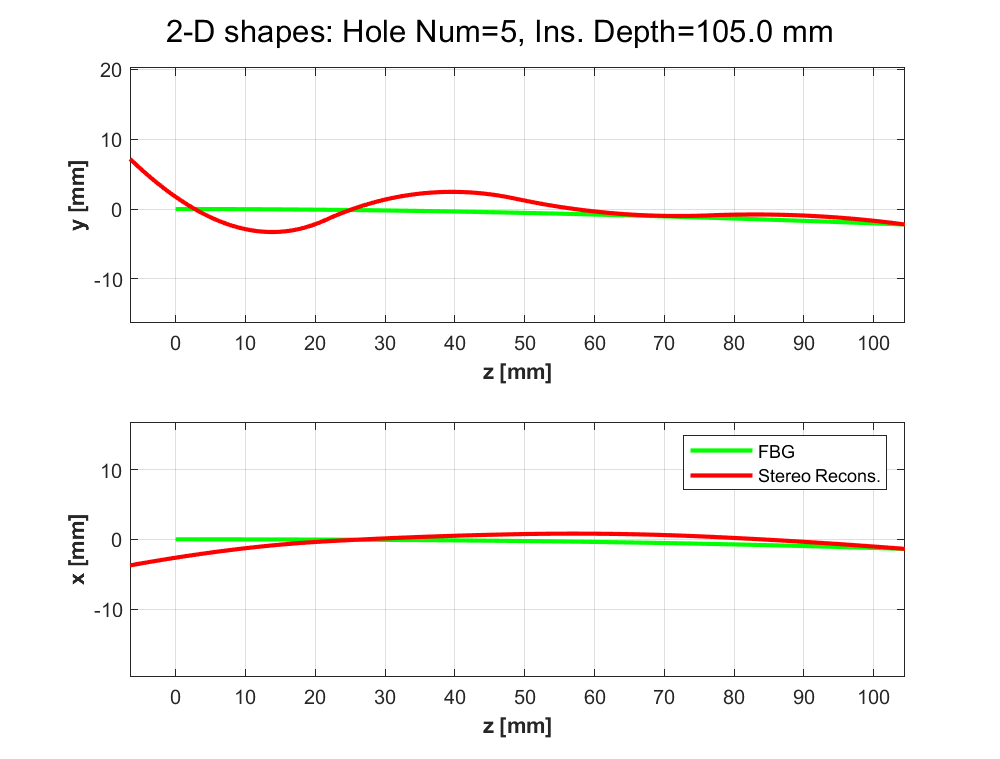 2-D shapes: Hole Num=5, Ins. Depth=105.0 mm
20
10
0
-10
y [mm]
0 10 20 30 40 50 60 70 80 90 100
z [mm]
10
0
-10
x [mm]
FBG
Stereo Recons.
0 10 20 30 40 50 60 70 80 90 100
z [mm]